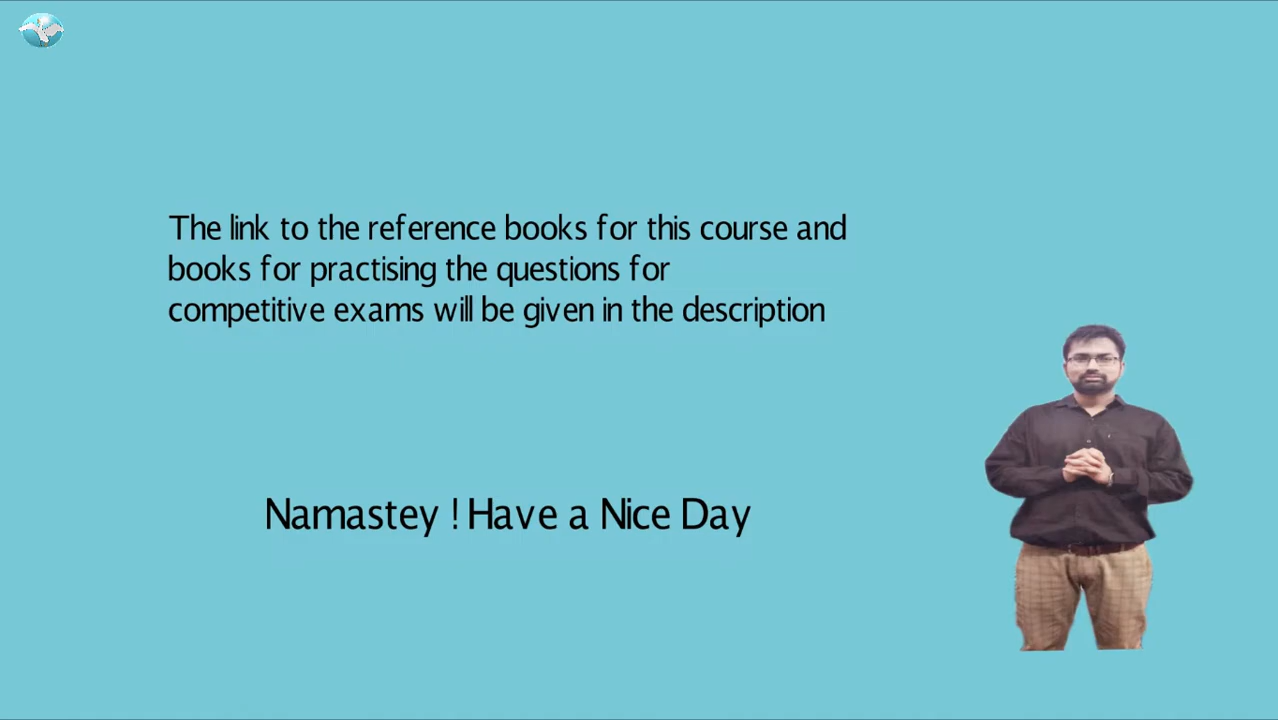 The link to the reference books for this course and
books for practising the questions for
competitive exams will be given in the description
Namastey ! Have a Nice Day